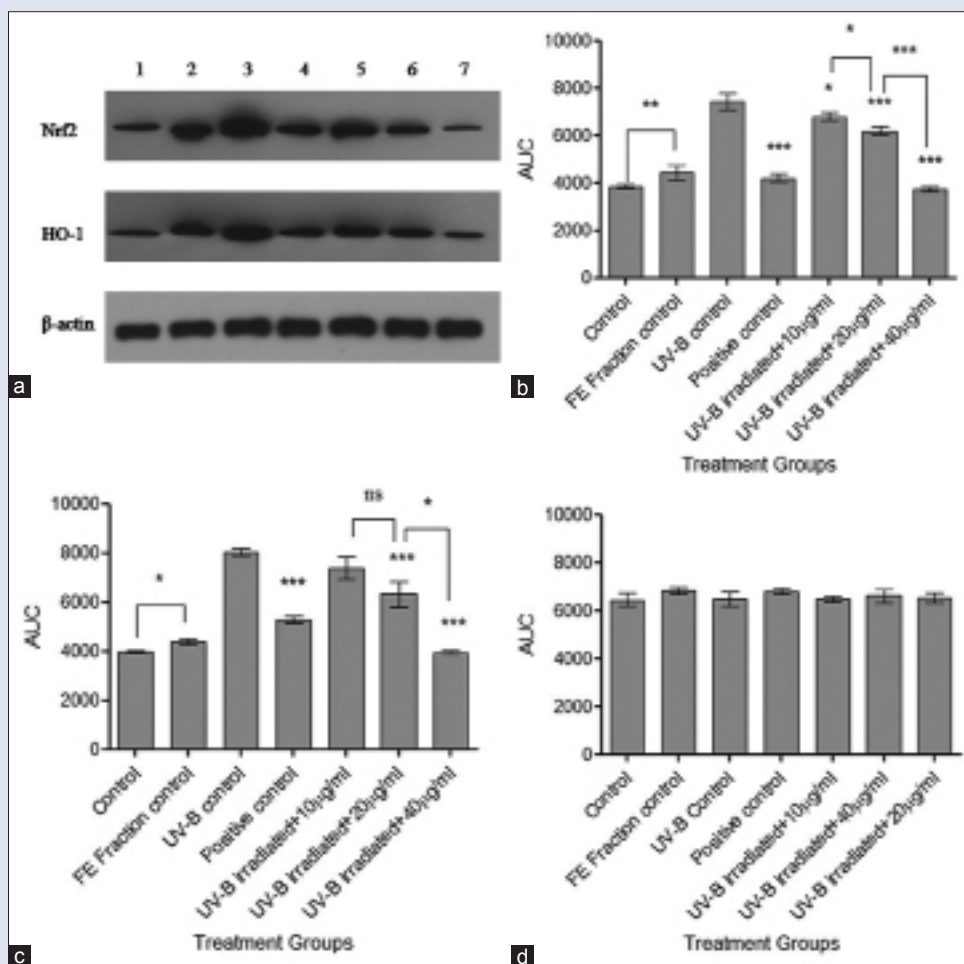 1 2 3 4 5 6 7
Nrf2
HO-1
β-actin
a
10000
8000
6000
4000
2000
0
AUC
**
***
*
*
***
***
***
Control
FE Fraction control
UV-B control
Positive control
UV-B irradiated+10µg/ml
UV-B irradiated+20µg/ml
UV-B irradiated+40µg/ml
Treatment Groups
b
10000
8000
6000
4000
2000
0
AUC
*
***
ns
***
*
***
Control
FE Fraction control
UV-B control
Positive control
UV-B irradiated+10µg/ml
UV-B irradiated+20µg/ml
UV-B irradiated+40µg/ml
Treatment Groups
c
10000
8000
6000
4000
2000
0
AUC
Control
FE Fraction control
UV-B Control
Positive control
UV-B irradiated+10µg/ml
UV-B irradiated+40µg/ml
UV-B irradiated+20µg/ml
Treatment Groups
d